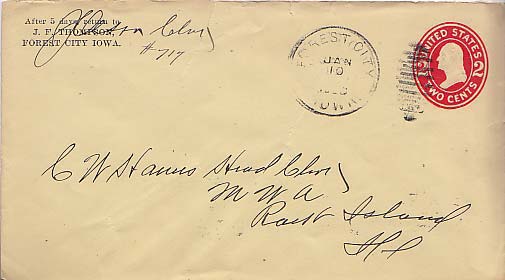 After 5 days, return to
J. F. THOMPSON,
FOREST CITY IOWA.
Clerk
#717
FOREST CITY
JAN
10
IOWA
UNITED STATES
2 2
TWO CENTS
C W Hawes Head Clerk
M W A
Rock Island
Ill